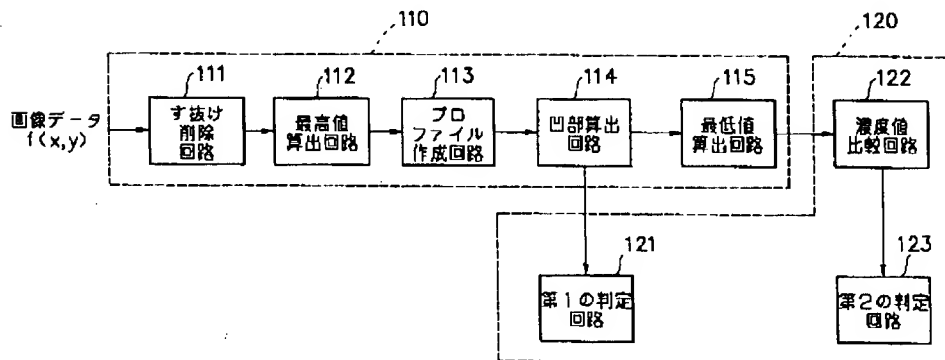 110
120
111
112
113
114
115
122
画像データ
f(x,y)
す抜け
削除
回路
最高値
算出回路
プロ
ファイル
作成回路
凹部算出
回路
最低値
算出回路
濃度値
比較回路
121
123
第1の判定
回路
第2の判定
回路